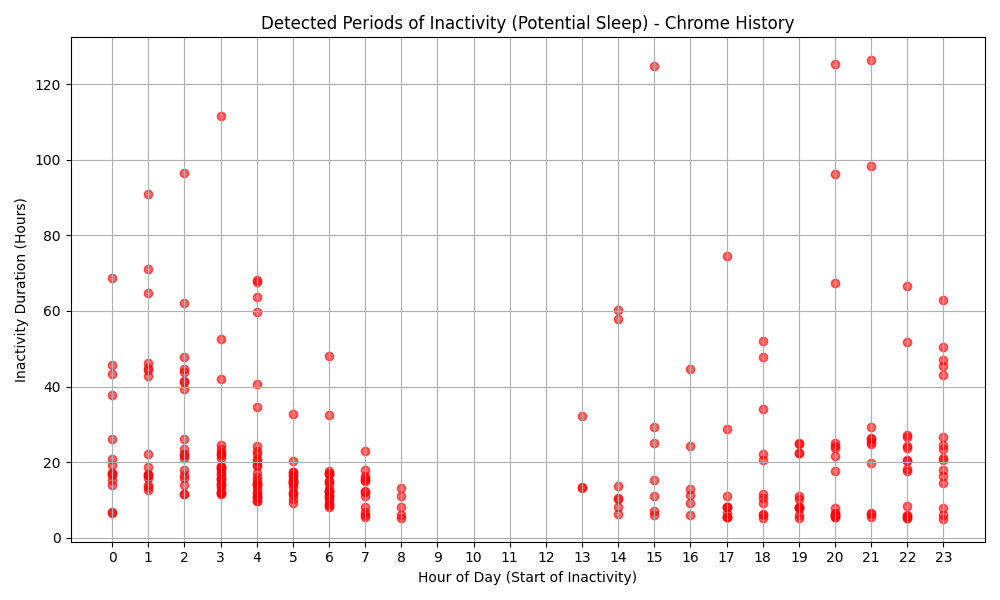 Detected Periods of Inactivity (Potential Sleep) - Chrome History
Inactivity Duration (Hours)
120
100
80
60
40
20
0
0 1 2 3 4 5 6 7 8 9 10 11 12 13 14 15 16 17 18 19 20 21 22 23
Hour of Day (Start of Inactivity)